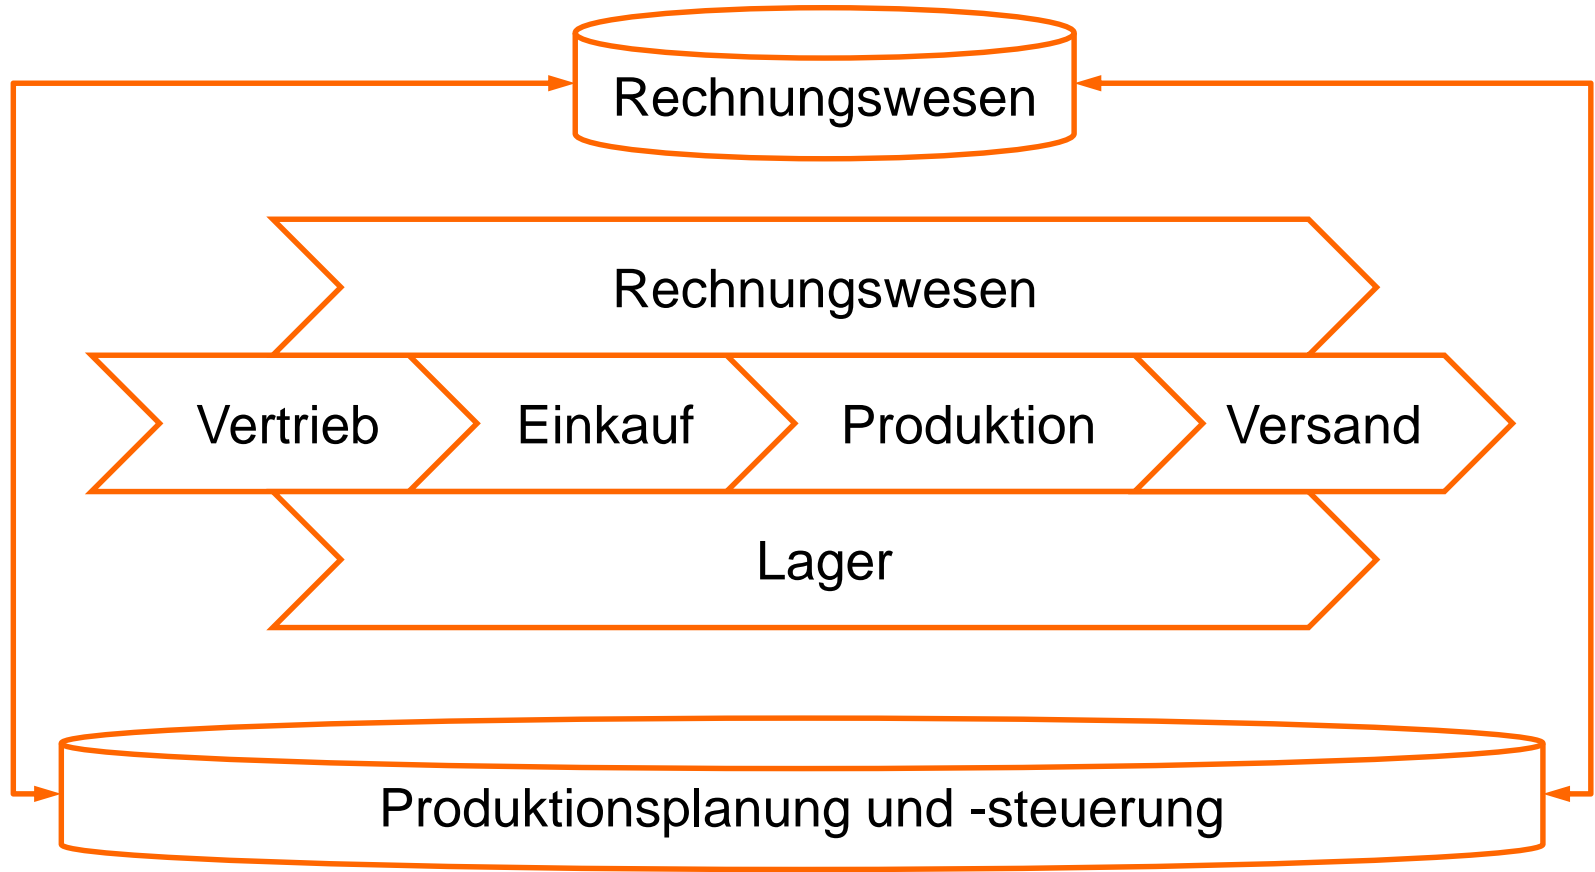 Rechnungswesen
Rechnungswesen
Vertrieb
Einkauf
Produktion
Versand
Lager
Produktionsplanung und -steuerung